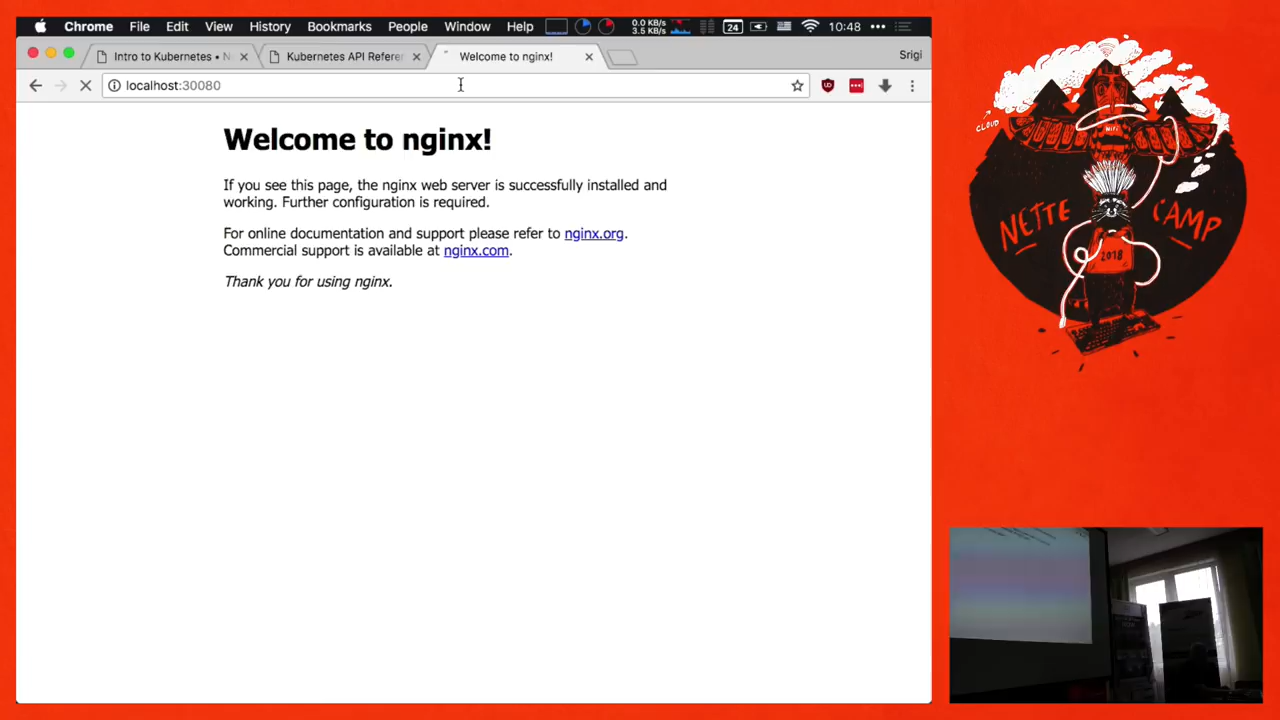 Chrome File Edit View History Bookmarks People Window Help 0.0 KB/s 3.5 KB/s 24 10:48
Intro to Kubernetes • N Kubernetes API Referer Welcome to nginx! Srigi
localhost:30080
Welcome to nginx!
If you see this page, the nginx web server is successfully installed and
working. Further configuration is required.
For online documentation and support please refer to nginx.org.
Commercial support is available at nginx.com.
Thank you for using nginx.
CLOUD
WiFi
NETTE CAMP
2018